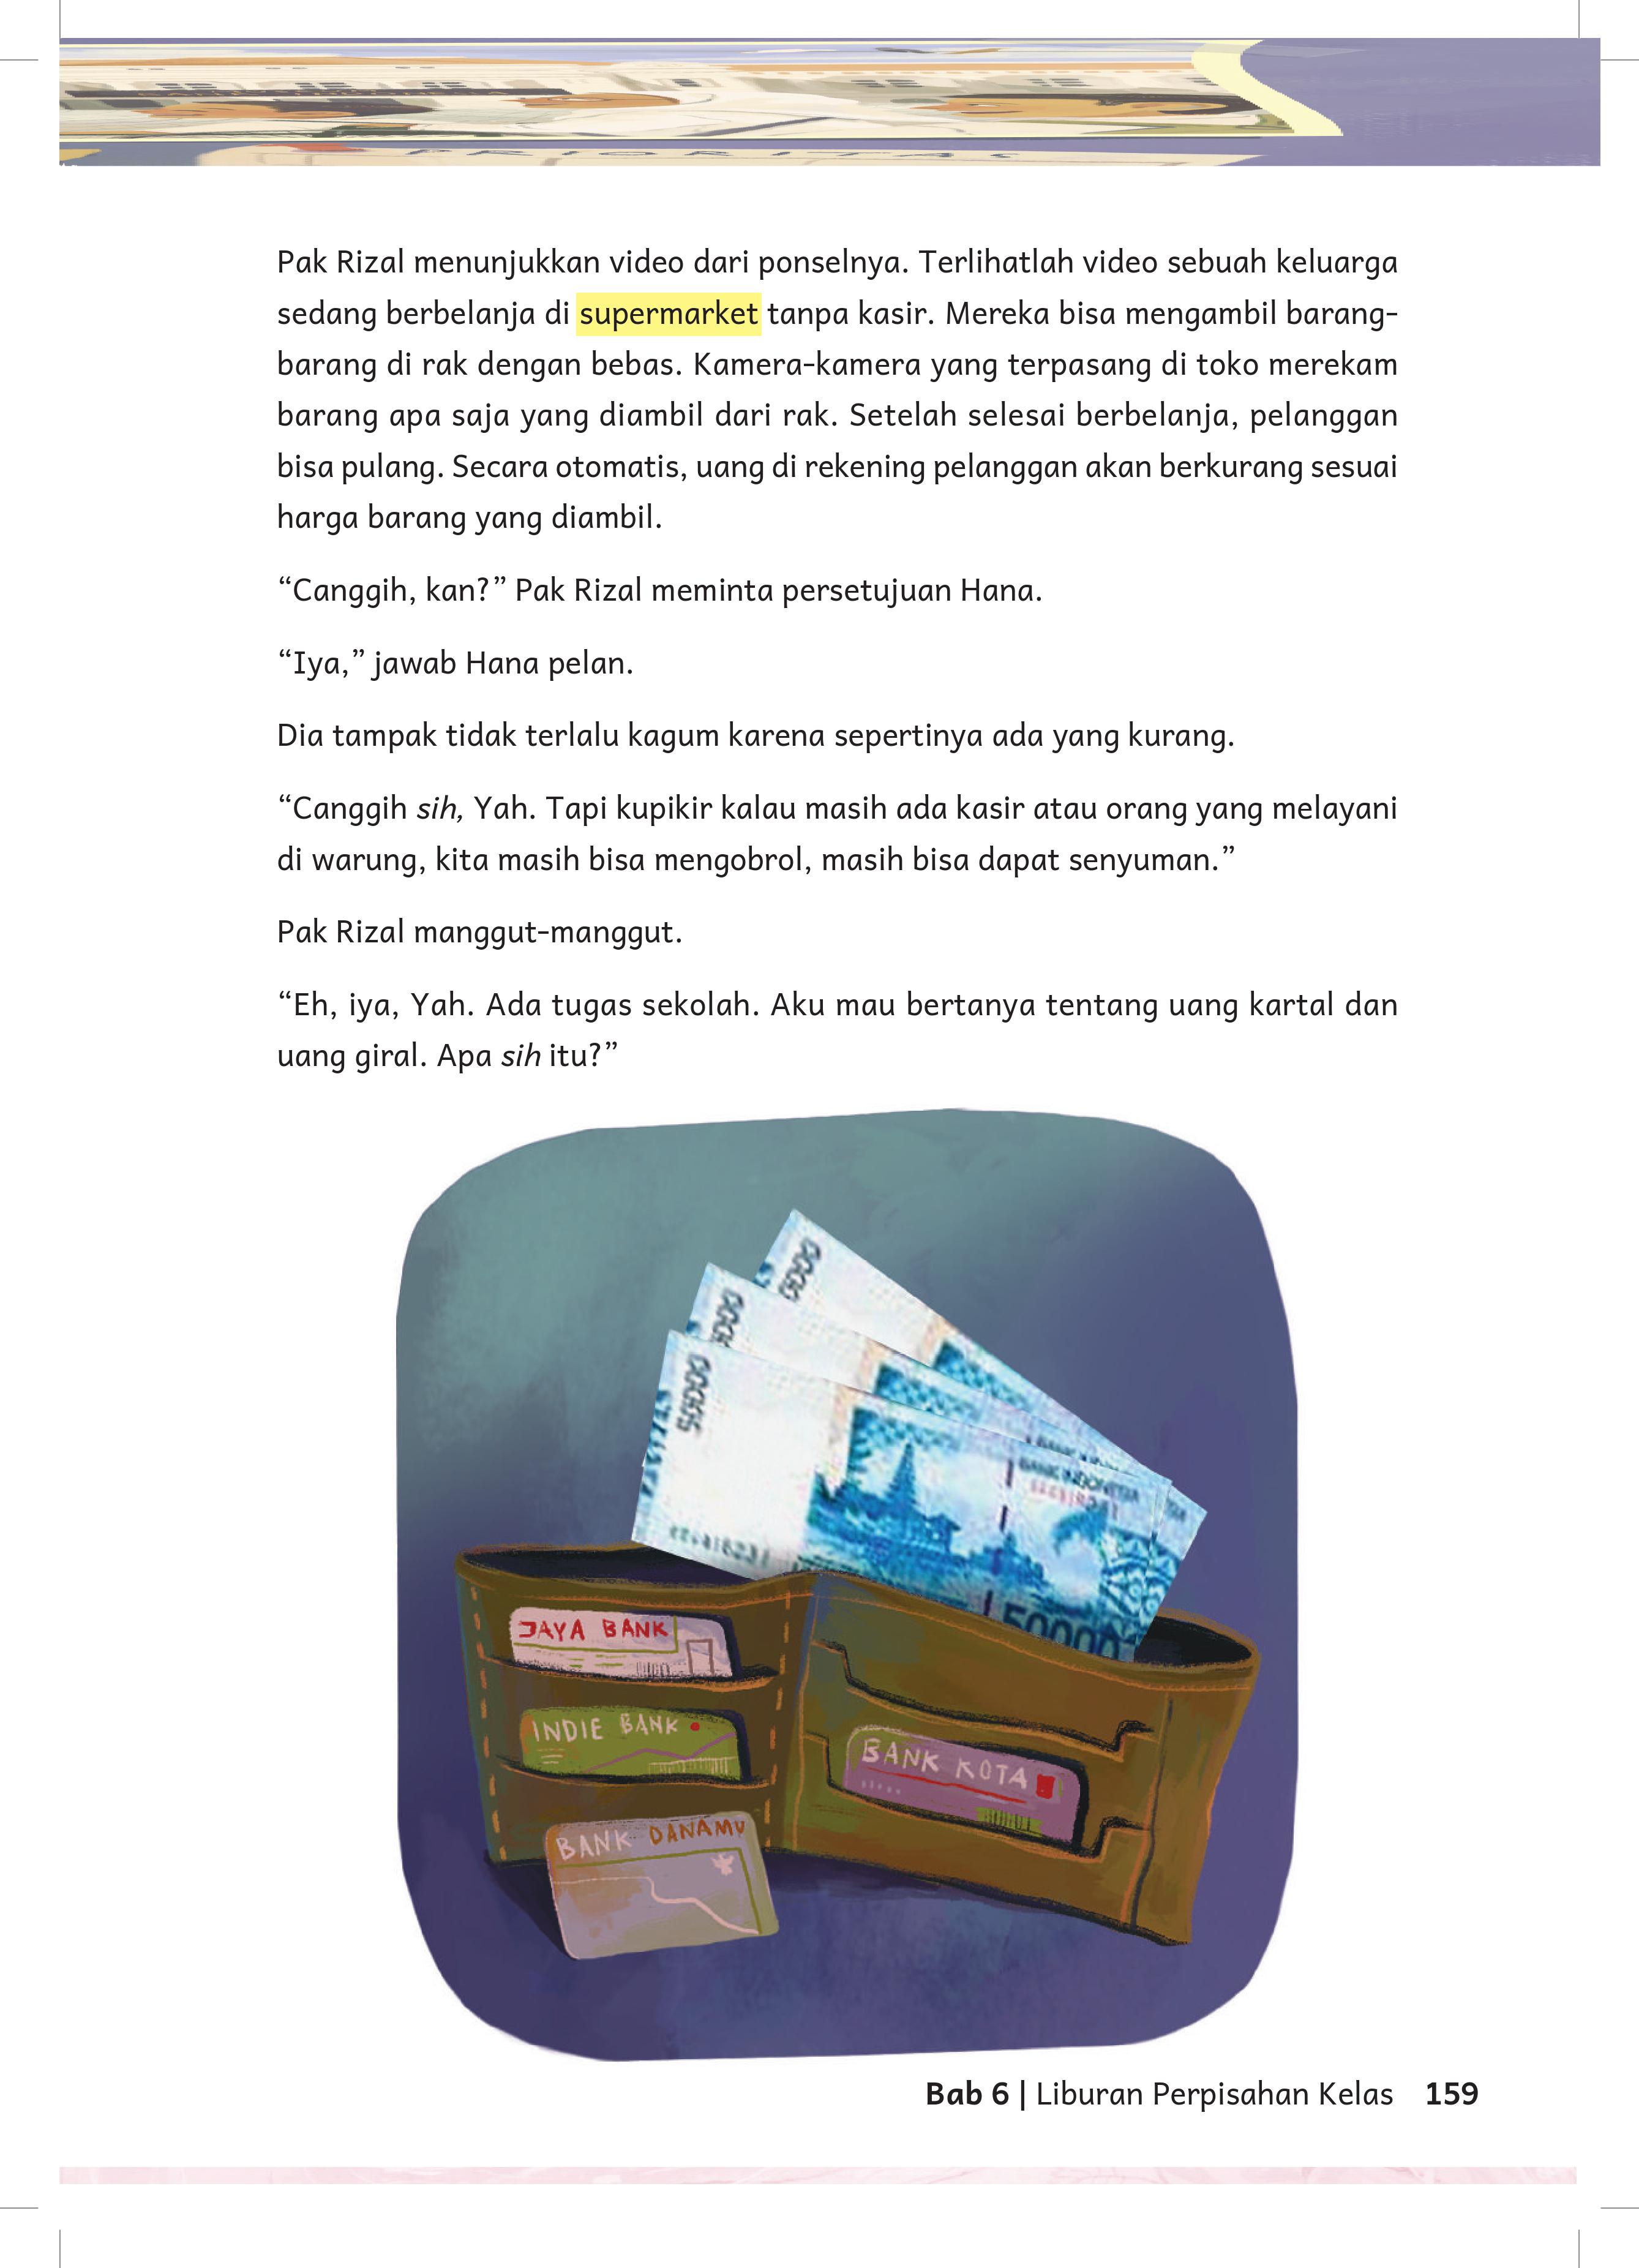 Pak Rizal menunjukkan video dari ponselnya. Terlihatlah video sebuah keluarga
sedang berbelanja di supermarket tanpa kasir. Mereka bisa mengambil barang-
barang di rak dengan bebas. Kamera-kamera yang terpasang di toko merekam
barang apa saja yang diambil dari rak. Setelah selesai berbelanja, pelanggan
bisa pulang. Secara otomatis, uang di rekening pelanggan akan berkurang sesuai
harga barang yang diambil.
“Canggih, kan?” Pak Rizal meminta persetujuan Hana.
“Iya,” jawab Hana pelan.
Dia tampak tidak terlalu kagum karena sepertinya ada yang kurang.
“Canggih sih, Yah. Tapi kupikir kalau masih ada kasir atau orang yang melayani
di warung, kita masih bisa mengobrol, masih bisa dapat senyuman.”
Pak Rizal manggut-manggut.
“Eh, iya, Yah. Ada tugas sekolah. Aku mau bertanya tentang uang kartal dan
uang giral. Apa sih itu?”
BANK INDONESIA
50000
JAYA BANK
INDIE BANK
BANK KOTA
BANK DANAMU
Bab 6 | Liburan Perpisahan Kelas 159